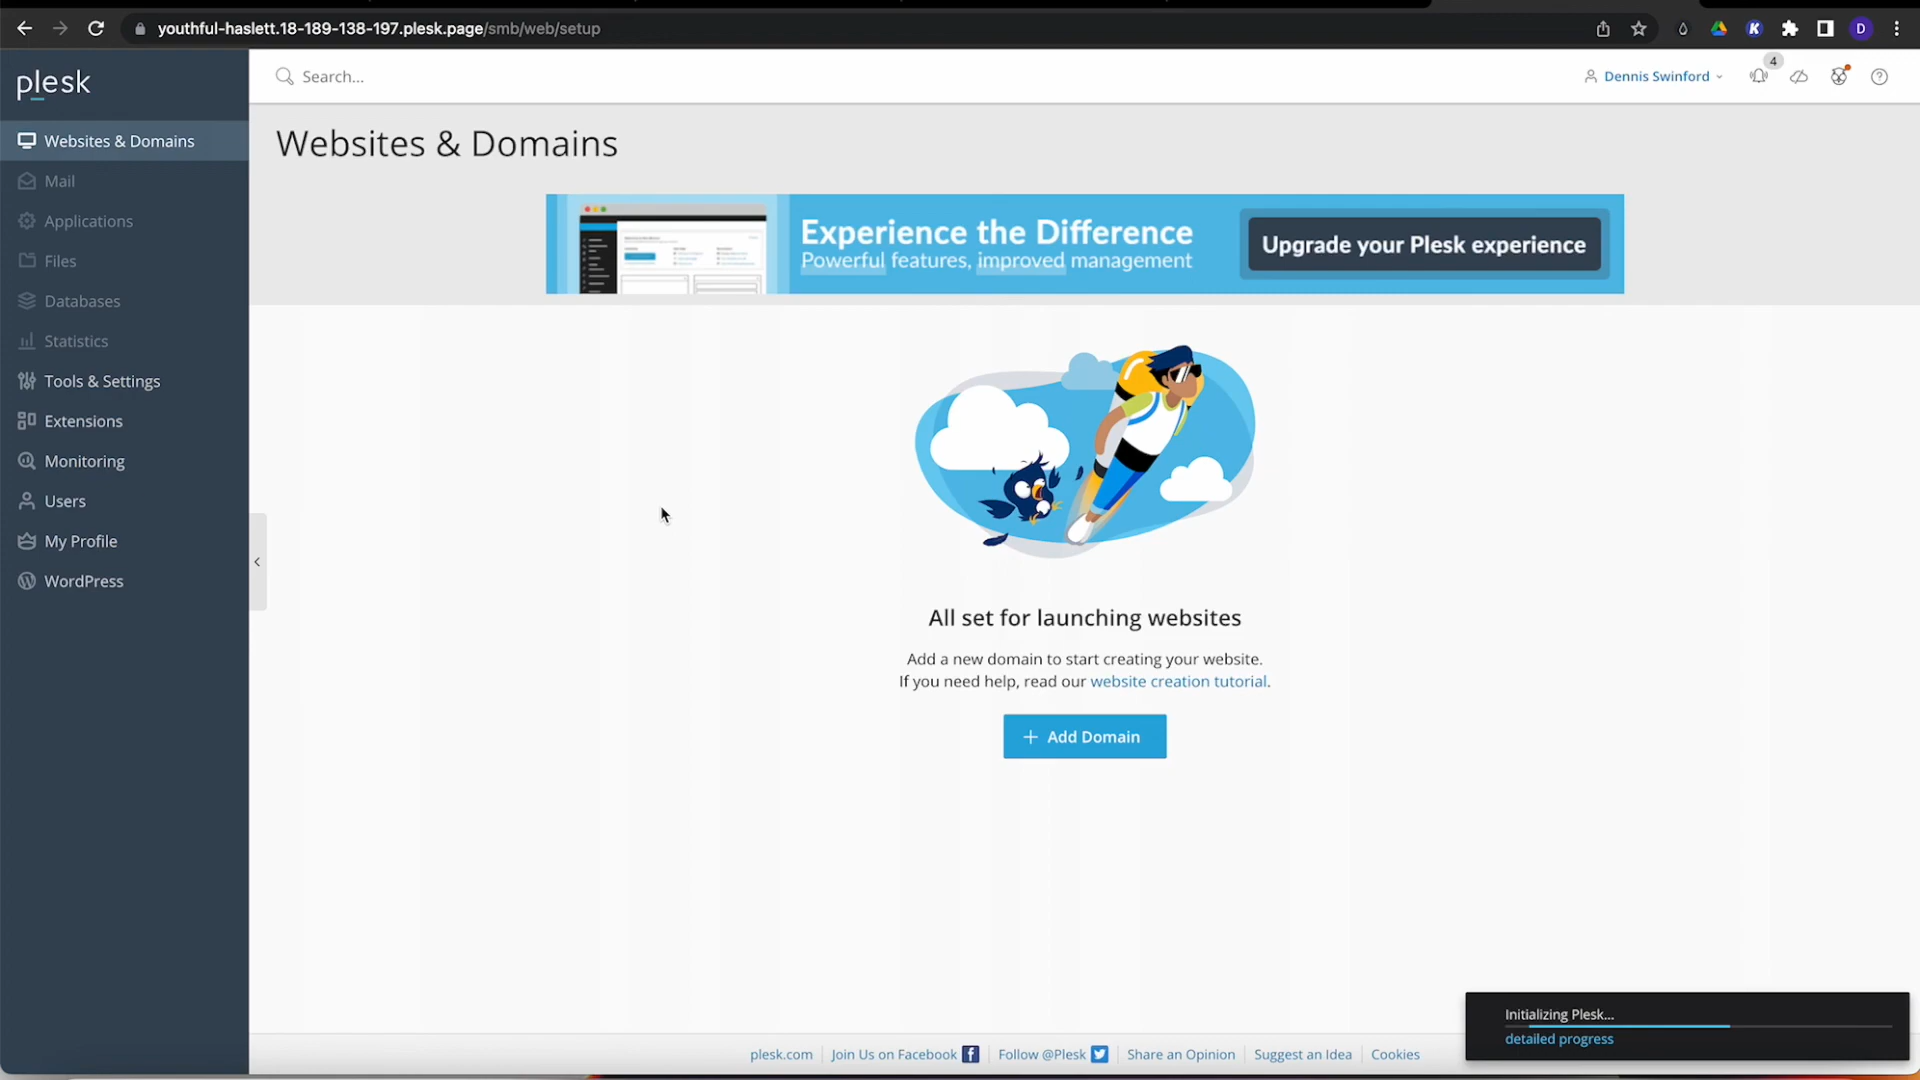 youthful-haslett.18-189-138-197.plesk.page/smb/web/setup
K
D
plesk
Search...
Dennis Swinford
4
Websites & Domains
Mail
Applications
Files
Databases
Statistics
Tools & Settings
Extensions
Monitoring
Users
My Profile
WordPress
Websites & Domains
Experience the Difference
Powerful features, improved management
Upgrade your Plesk experience
All set for launching websites
Add a new domain to start creating your website.
If you need help, read our website creation tutorial.
+ Add Domain
Initializing Plesk...
detailed progress
plesk.com
Join Us on Facebook
Follow @Plesk
Share an Opinion
Suggest an Idea
Cookies